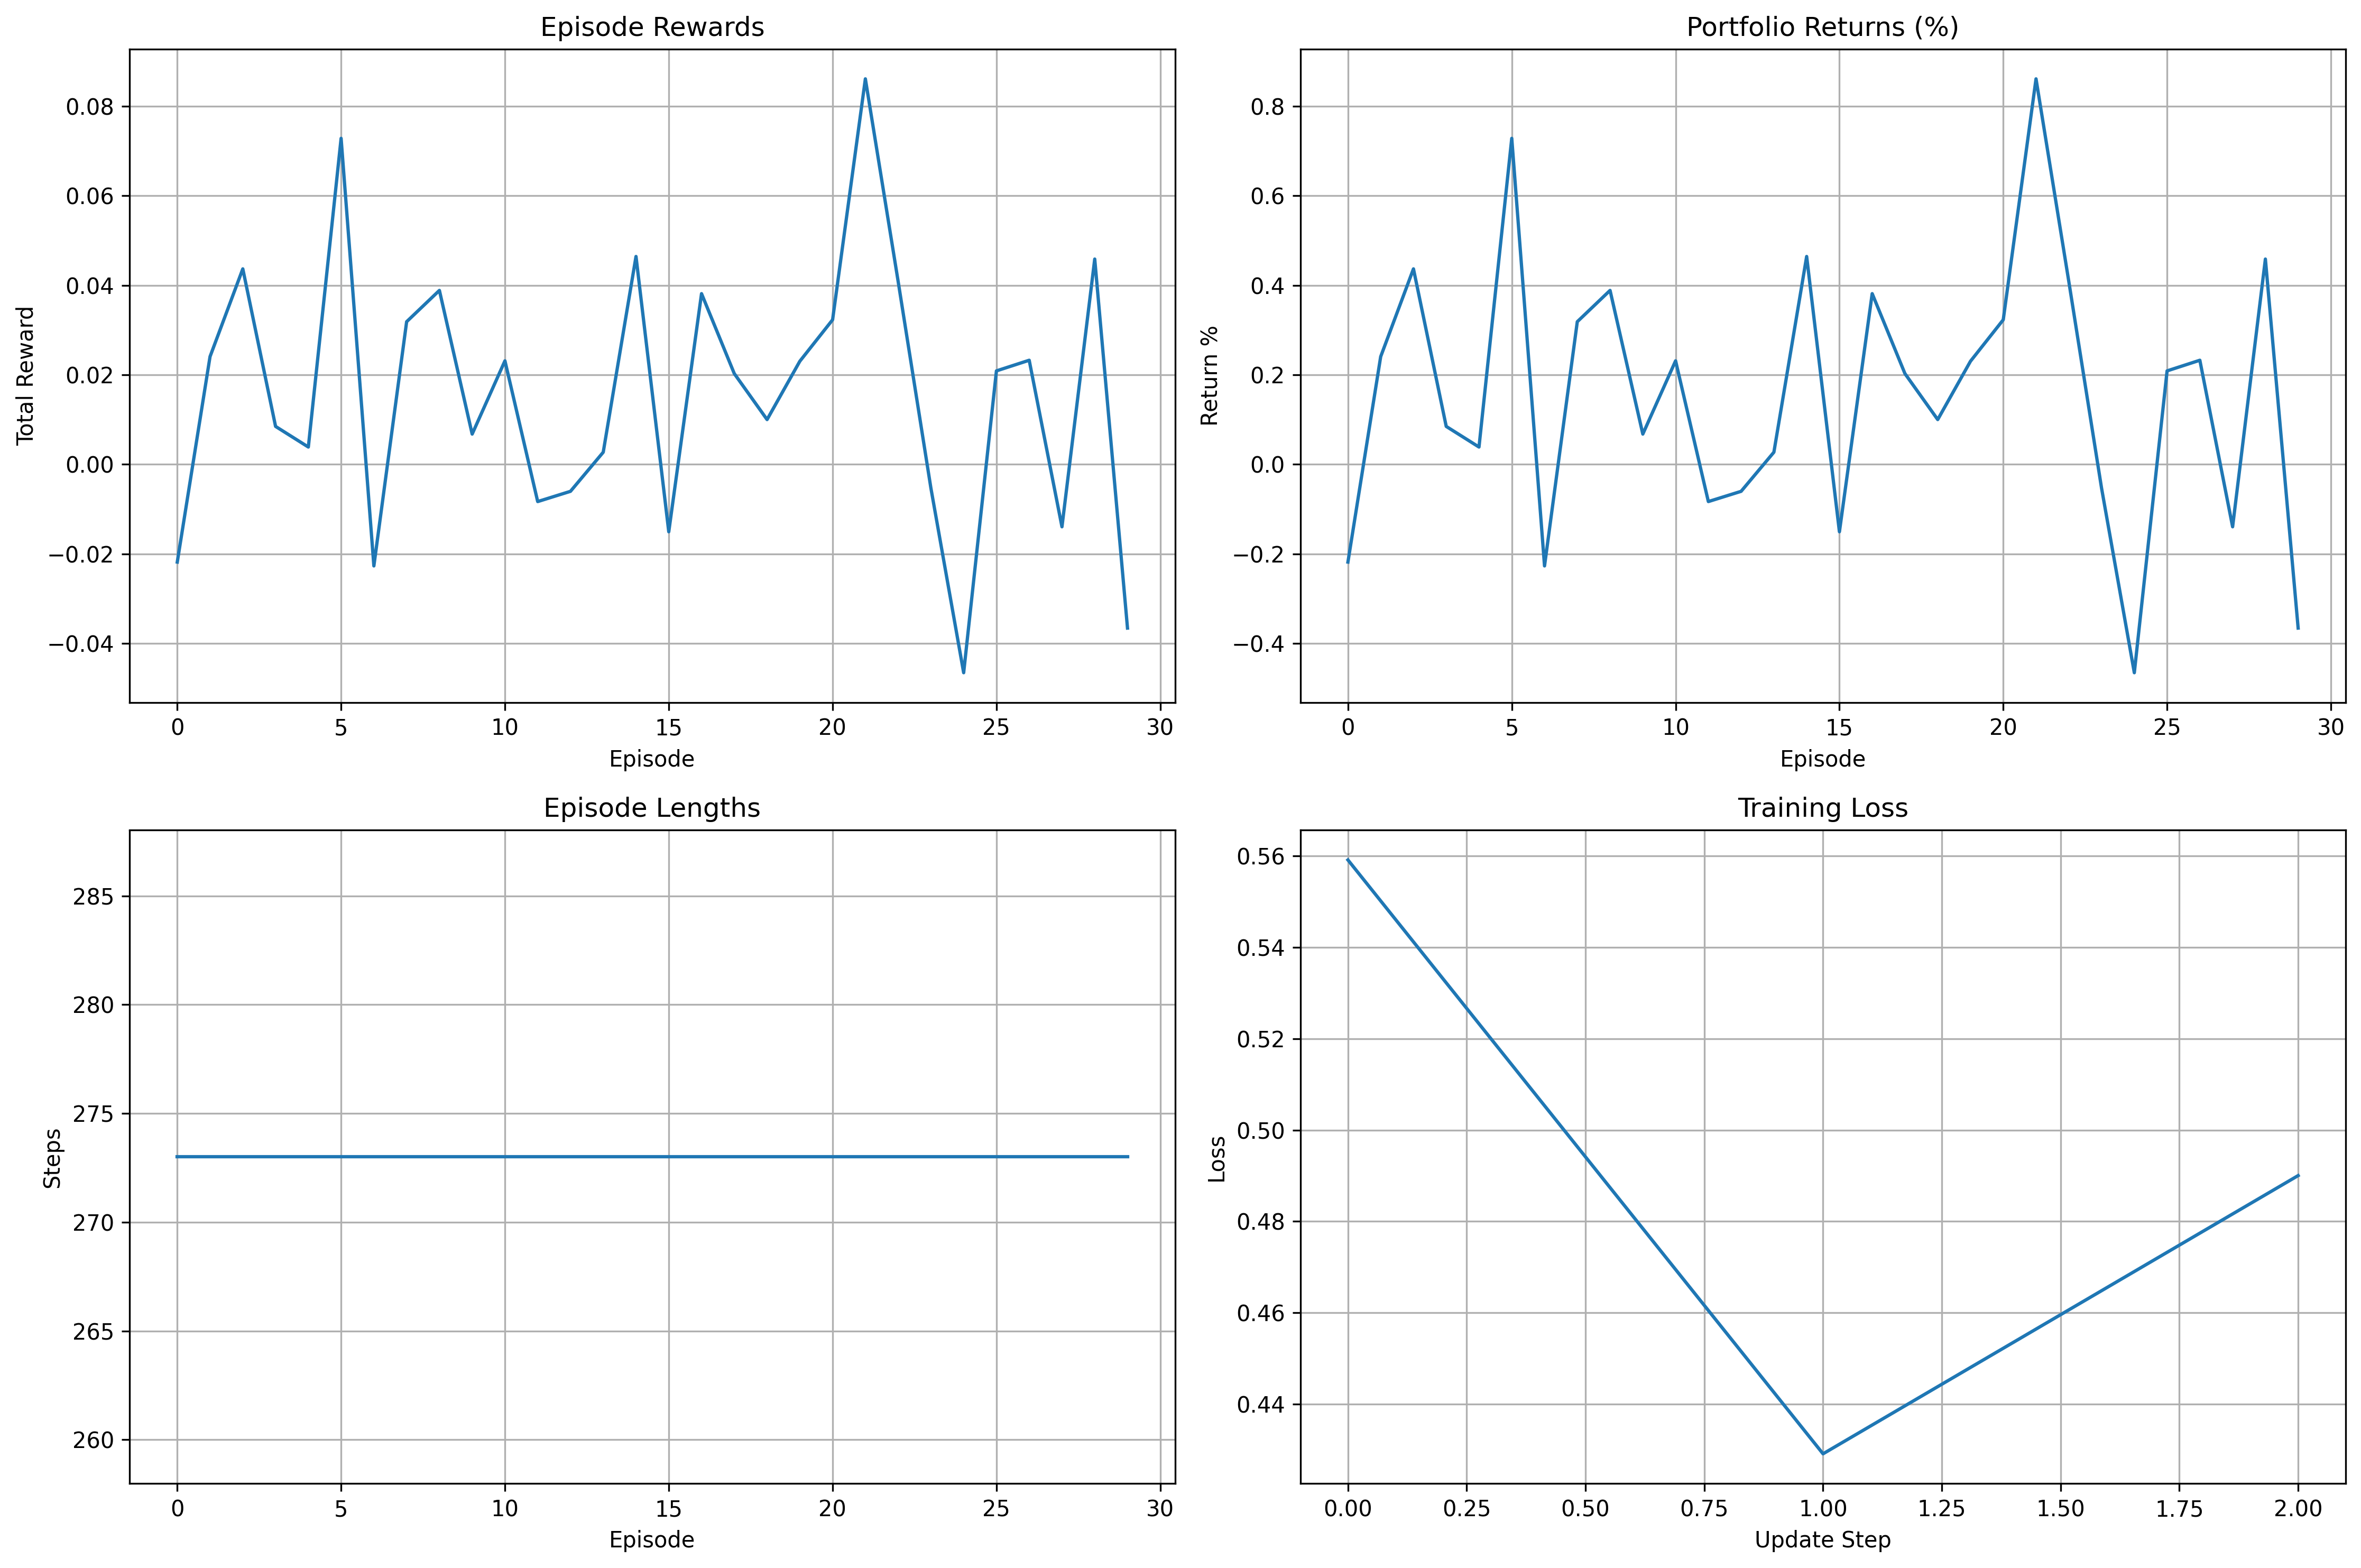 Episode Rewards
Total Reward
0.08
0.06
0.04
0.02
0.00
−0.02
−0.04
0 5 10 15 20 25 30
Episode
Portfolio Returns (%)
Return %
0.8
0.6
0.4
0.2
0.0
−0.2
−0.4
0 5 10 15 20 25 30
Episode
Episode Lengths
Steps
285
280
275
270
265
260
0 5 10 15 20 25 30
Episode
Training Loss
Loss
0.56
0.54
0.52
0.50
0.48
0.46
0.44
0.00 0.25 0.50 0.75 1.00 1.25 1.50 1.75 2.00
Update Step